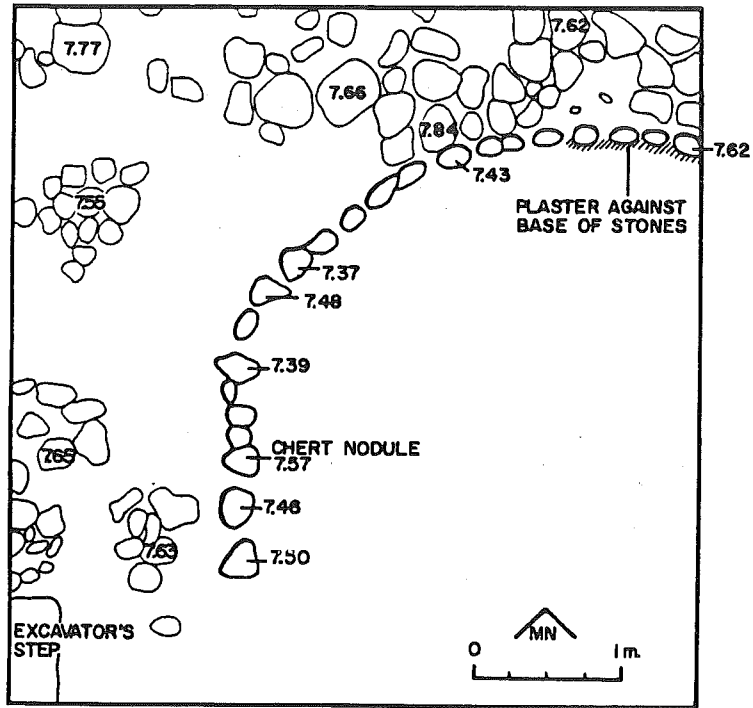 7.77
7.62
7.66
7.84
7.62
7.43
PLASTER AGAINST
BASE OF STONES
7.55
7.37
7.48
7.39
CHERT NODULE
7.57
7.65
7.46
7.63
7.50
EXCAVATOR'S
STEP
MN
0 1 m.